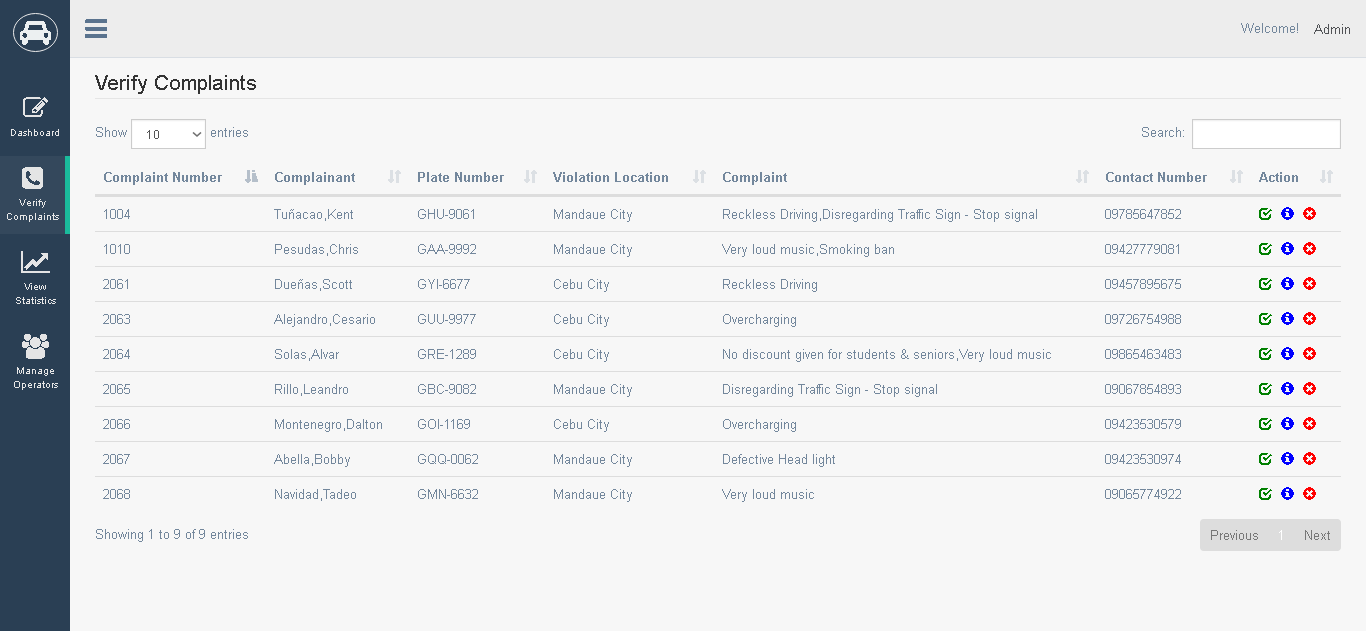 Welcome! Admin
Verify Complaints
Dashboard
Verify
Complaints
View
Statistics
Manage
Operators
Show 10 entries Search:
Complaint Number Complainant Plate Number Violation Location Complaint Contact Number Action
1004 Tuñacao,Kent GHU-9061 Mandaue City Reckless Driving,Disregarding Traffic Sign - Stop signal 09785647852
1010 Pesudas,Chris GAA-9992 Mandaue City Very loud music,Smoking ban 09427779081
2061 Dueñas,Scott GYI-6677 Cebu City Reckless Driving 09457895675
2063 Alejandro,Cesario GUU-9977 Cebu City Overcharging 09726754988
2064 Solas,Alvar GRE-1289 Cebu City No discount given for students & seniors,Very loud music 09865463483
2065 Rillo,Leandro GBC-9082 Mandaue City Disregarding Traffic Sign - Stop signal 09067854893
2066 Montenegro,Dalton GOI-1169 Cebu City Overcharging 09423530579
2067 Abella,Bobby GQQ-0062 Mandaue City Defective Head light 09423530974
2068 Navidad,Tadeo GMN-6632 Mandaue City Very loud music 09065774922
Showing 1 to 9 of 9 entries Previous 1 Next